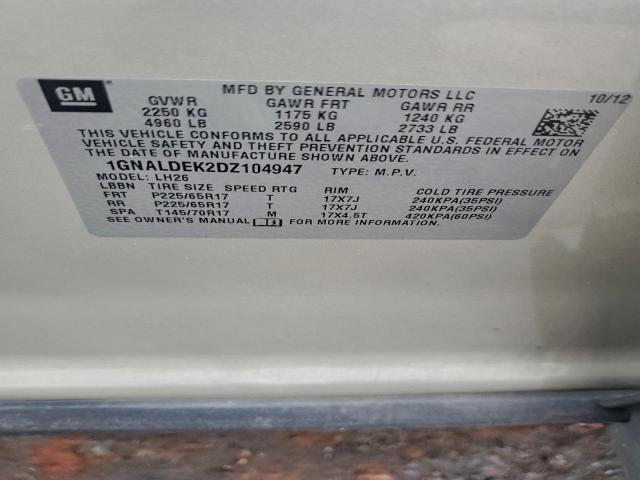 GM
MFD BY GENERAL MOTORS LLC
10/12
GVWR GAWR FRT GAWR RR
2250 KG 1175 KG 1240 KG
4960 LB 2590 LB 2733 LB
THIS VEHICLE CONFORMS TO ALL APPLICABLE U.S. FEDERAL MOTOR
VEHICLE SAFETY AND THEFT PREVENTION STANDARDS IN EFFECT ON THE
DATE OF MANUFACTURE SHOWN ABOVE.
1GNALDEK2DZ104947 TYPE: M.P.V.
MODEL: LH26
LBBN TIRE SIZE SPEED RTG RIM COLD TIRE PRESSURE
FRT P225/65R17 T 17X7J 240KPA(35PSI)
RR P225/65R17 T 17X7J 240KPA(35PSI)
SPA T145/70R17 M 17X4.5T 420KPA(60PSI)
SEE OWNER'S MANUAL FOR MORE INFORMATION.